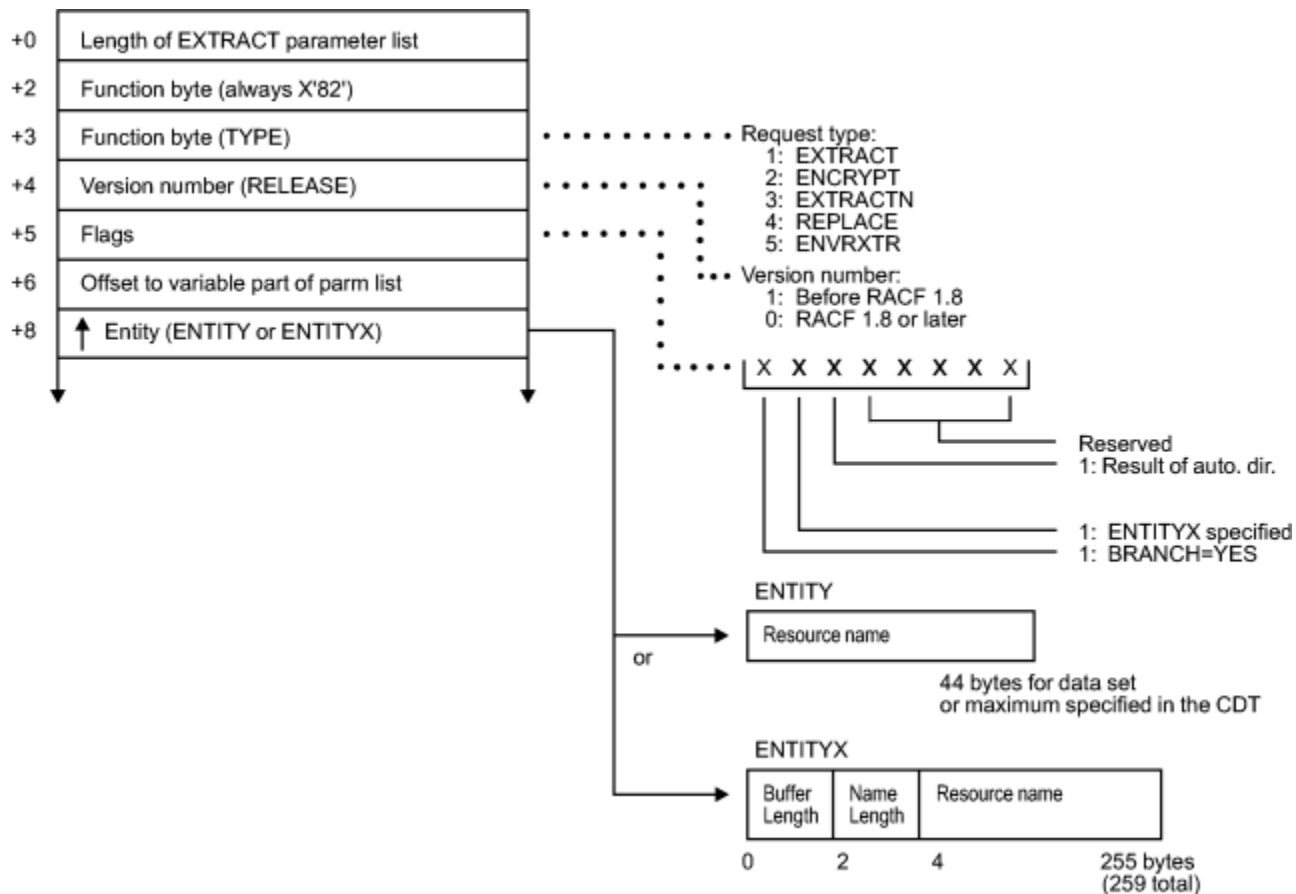 +0 Length of EXTRACT parameter list
+2 Function byte (always X'82')
+3 Function byte (TYPE)
+4 Version number (RELEASE)
+5 Flags
+6 Offset to variable part of parm list
+8 Entity (ENTITY or ENTITYX)
Request type:
1: EXTRACT
2: ENCRYPT
3: EXTRACTN
4: REPLACE
5: ENVRXTR
Version number:
1: Before RACF 1.8
0: RACF 1.8 or later
X X X X X X X X
Reserved
1: Result of auto. dir.
1: ENTITYX specified
1: BRANCH=YES
ENTITY
Resource name
or
44 bytes for data set
or maximum specified in the CDT
ENTITYX
Buffer Length
Name Length
Resource name
0 2 4 255 bytes
(259 total)